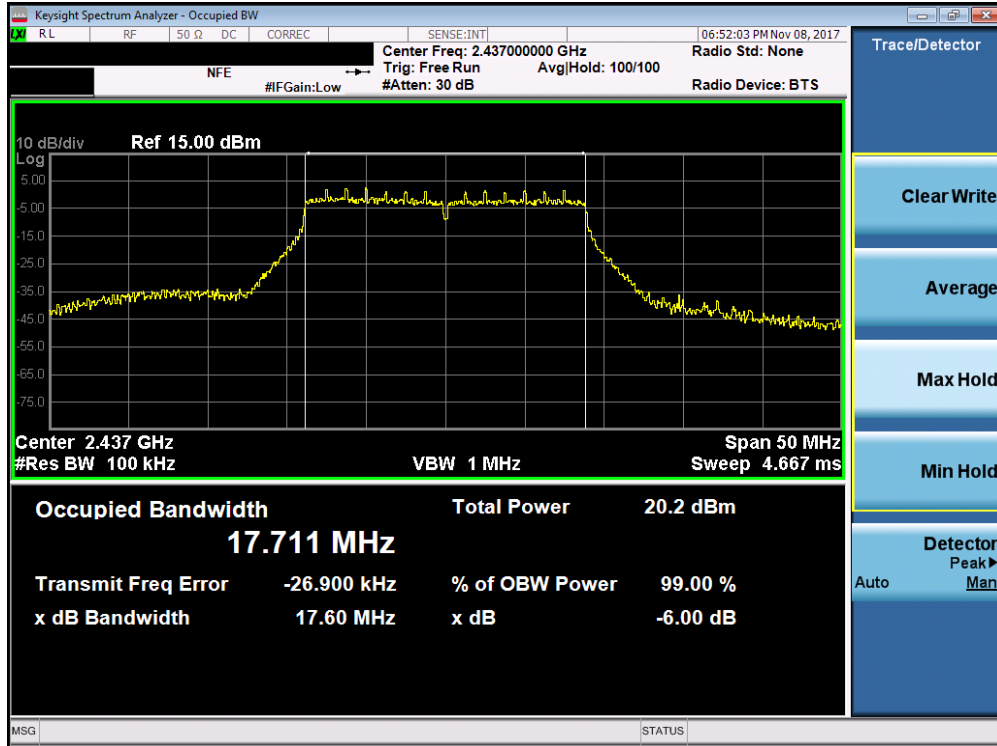 Keysight Spectrum Analyzer - Occupied BW
LXI RL RF 50 Ω DC CORREC SENSE:INT 06:52:03 PM Nov 08, 2017
Center Freq: 2.437000000 GHz Radio Std: None
NFE Trig: Free Run Avg|Hold: 100/100
#IFGain:Low #Atten: 30 dB Radio Device: BTS
10 dB/div Ref 15.00 dBm
Log
5.00
-5.00
-15.0
-25.0
-35.0
-45.0
-55.0
-65.0
-75.0
Center 2.437 GHz Span 50 MHz
#Res BW 100 kHz VBW 1 MHz Sweep 4.667 ms
Occupied Bandwidth Total Power 20.2 dBm
17.711 MHz
Transmit Freq Error -26.900 kHz % of OBW Power 99.00 %
x dB Bandwidth 17.60 MHz x dB -6.00 dB
MSG STATUS
Trace/Detector
Clear Write
Average
Max Hold
Min Hold
Detector
Peak▶
Auto Man